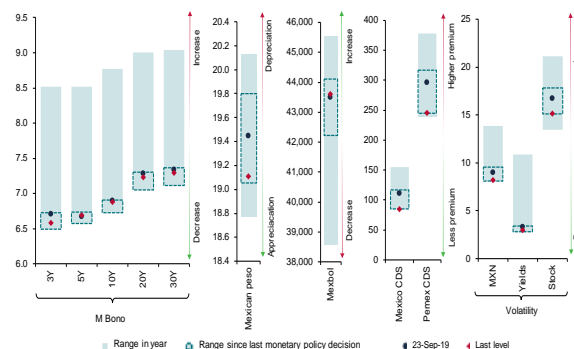 9.5
9.0
8.5
8.0
7.5
7.0
6.5
6.0
3Y
5Y
10Y
20Y
30Y
M Bono
Increase
Decrease
20.4
20.2
20.0
19.8
19.6
19.4
19.2
19.0
18.8
18.6
18.4
Mexican peso
Depreciation
Appreciacation
46,000
45,000
44,000
43,000
42,000
41,000
40,000
39,000
38,000
Mexbol
Increase
Decrease
400
350
300
250
200
150
100
50
0
Mexico CDS
Pemex CDS
Higher premium
Less premium
25
20
15
10
5
0
MXN
Yields
Stock
Volatility
Range in year
Range since last monetary policy decision
23-Sep-19
Last level